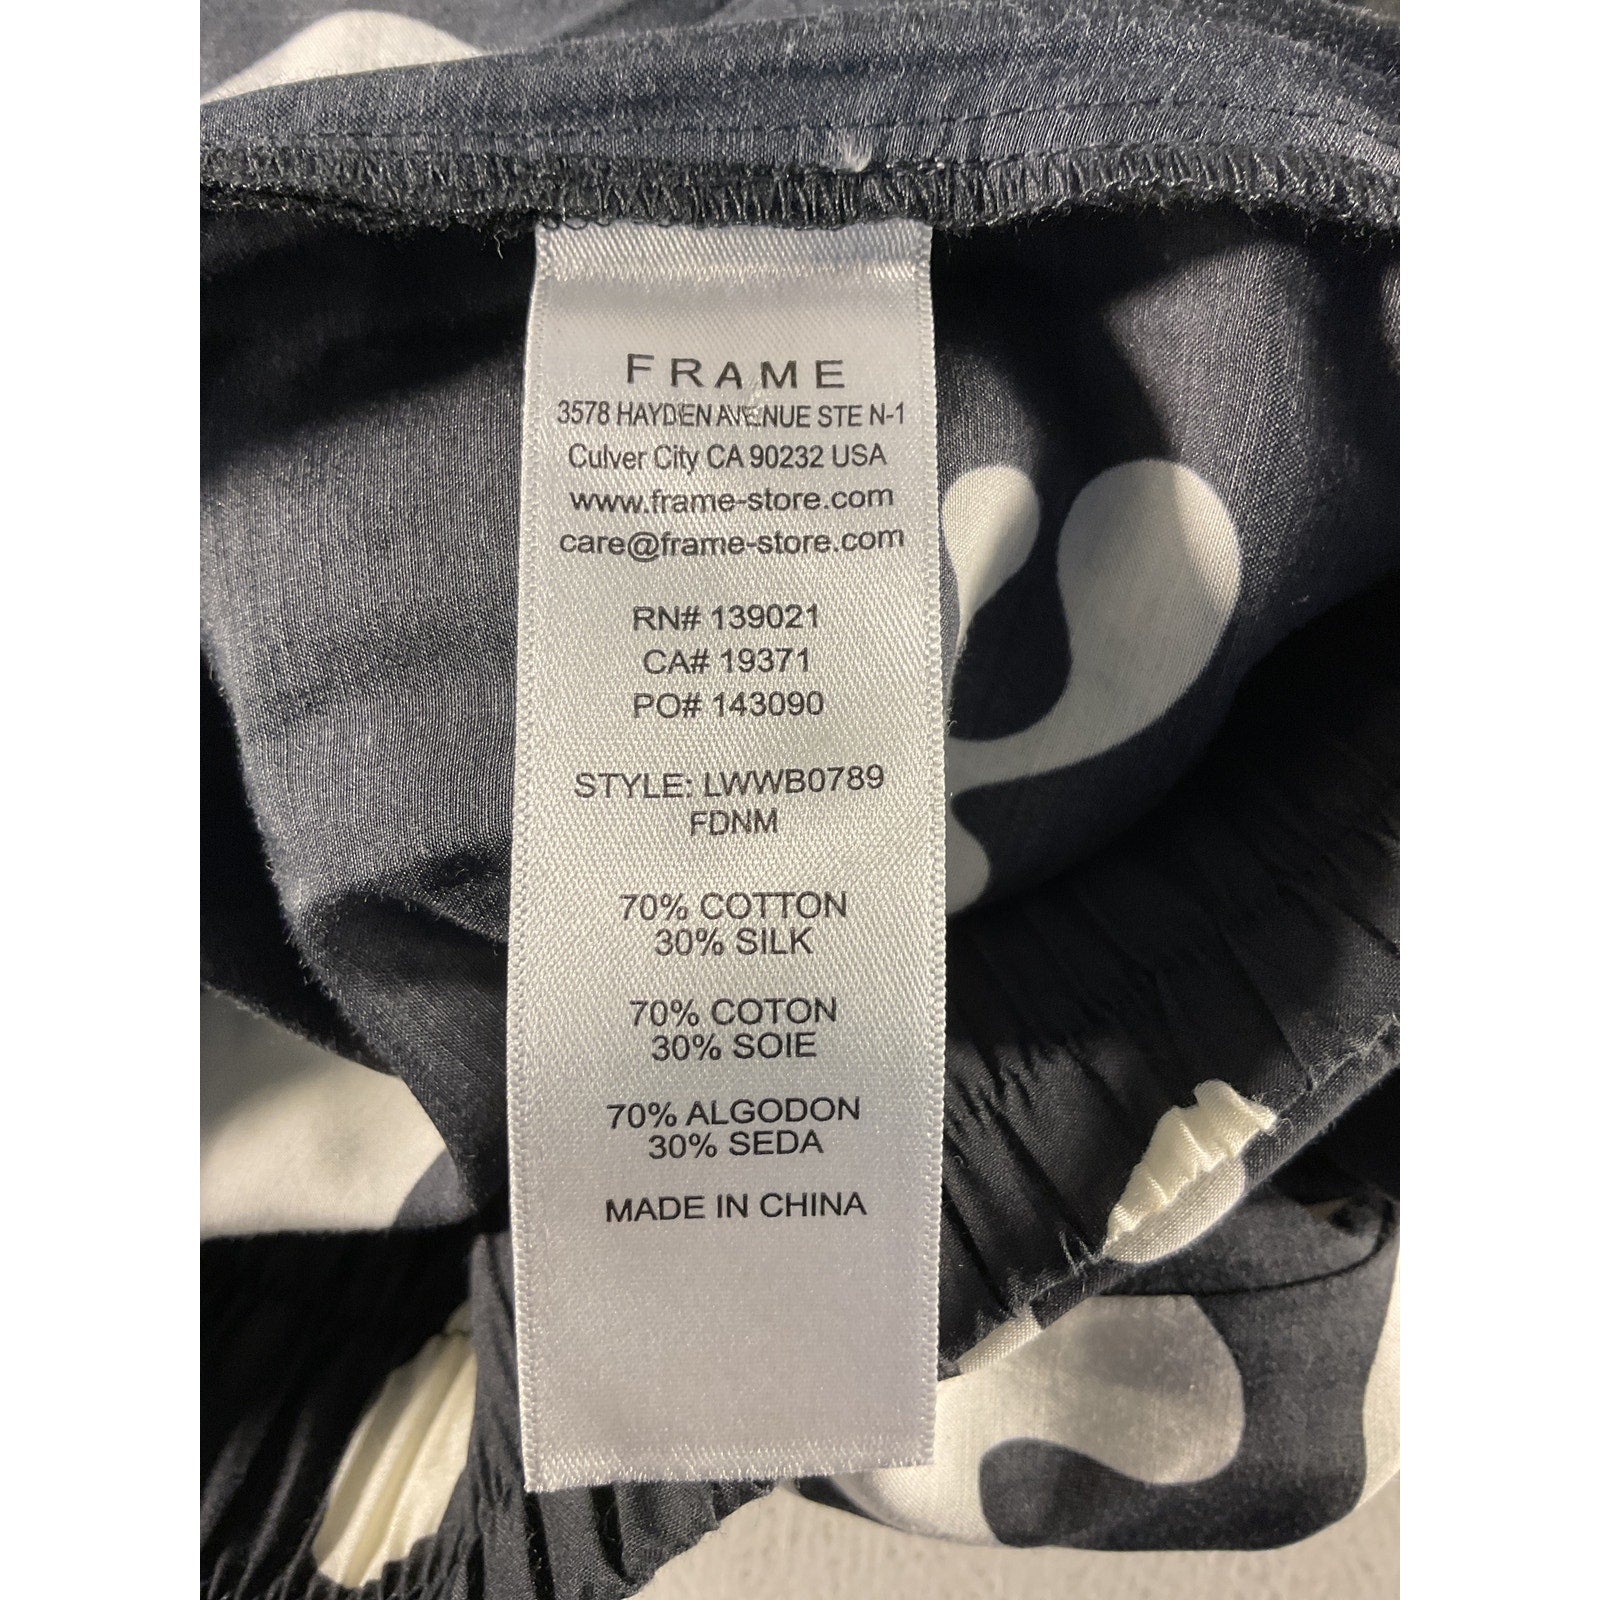 FRAME
3578 HAYDEN AVENUE STE N-1
Culver City CA 90232 USA
www.frame-store.com
care@frame-store.com
RN# 139021
CA# 19371
PO# 143090
STYLE: LWWB0789
FDNM
70% COTTON
30% SILK
70% COTON
30% SOIE
70% ALGODON
30% SEDA
MADE IN CHINA